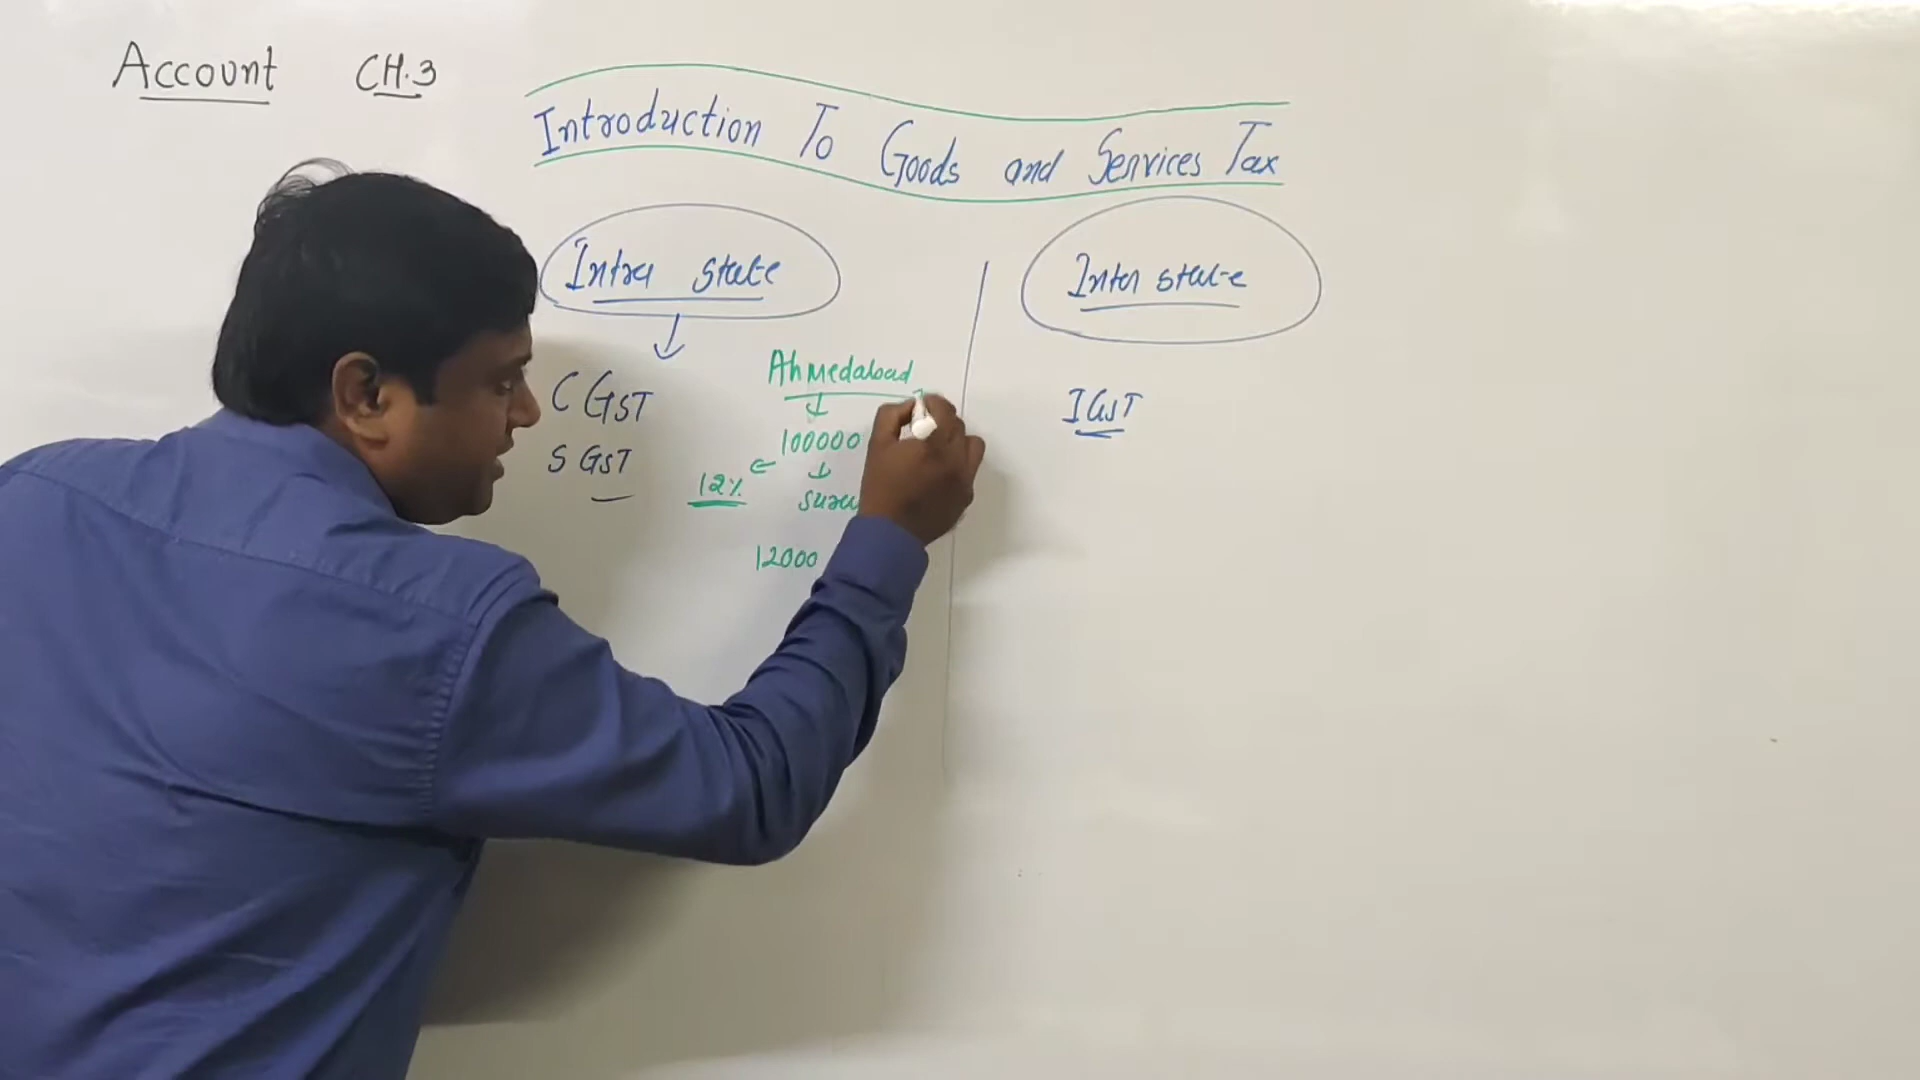 Account CH.3
Introduction To Goods and Services Tax
Intra state
Inter state
CGST
SGST
Ahmedabad
100000
12%
12000
IGST